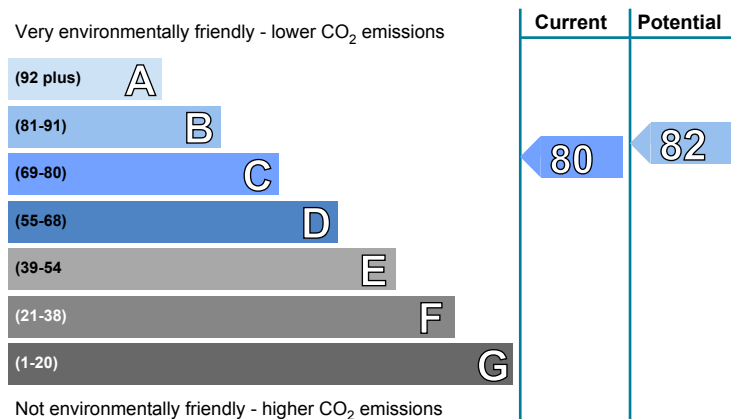 Very environmentally friendly - lower CO₂ emissions
Current
Potential
(92 plus) A
(81-91) B
(69-80) C
(55-68) D
(39-54 E
(21-38) F
(1-20) G
80
82
Not environmentally friendly - higher CO₂ emissions